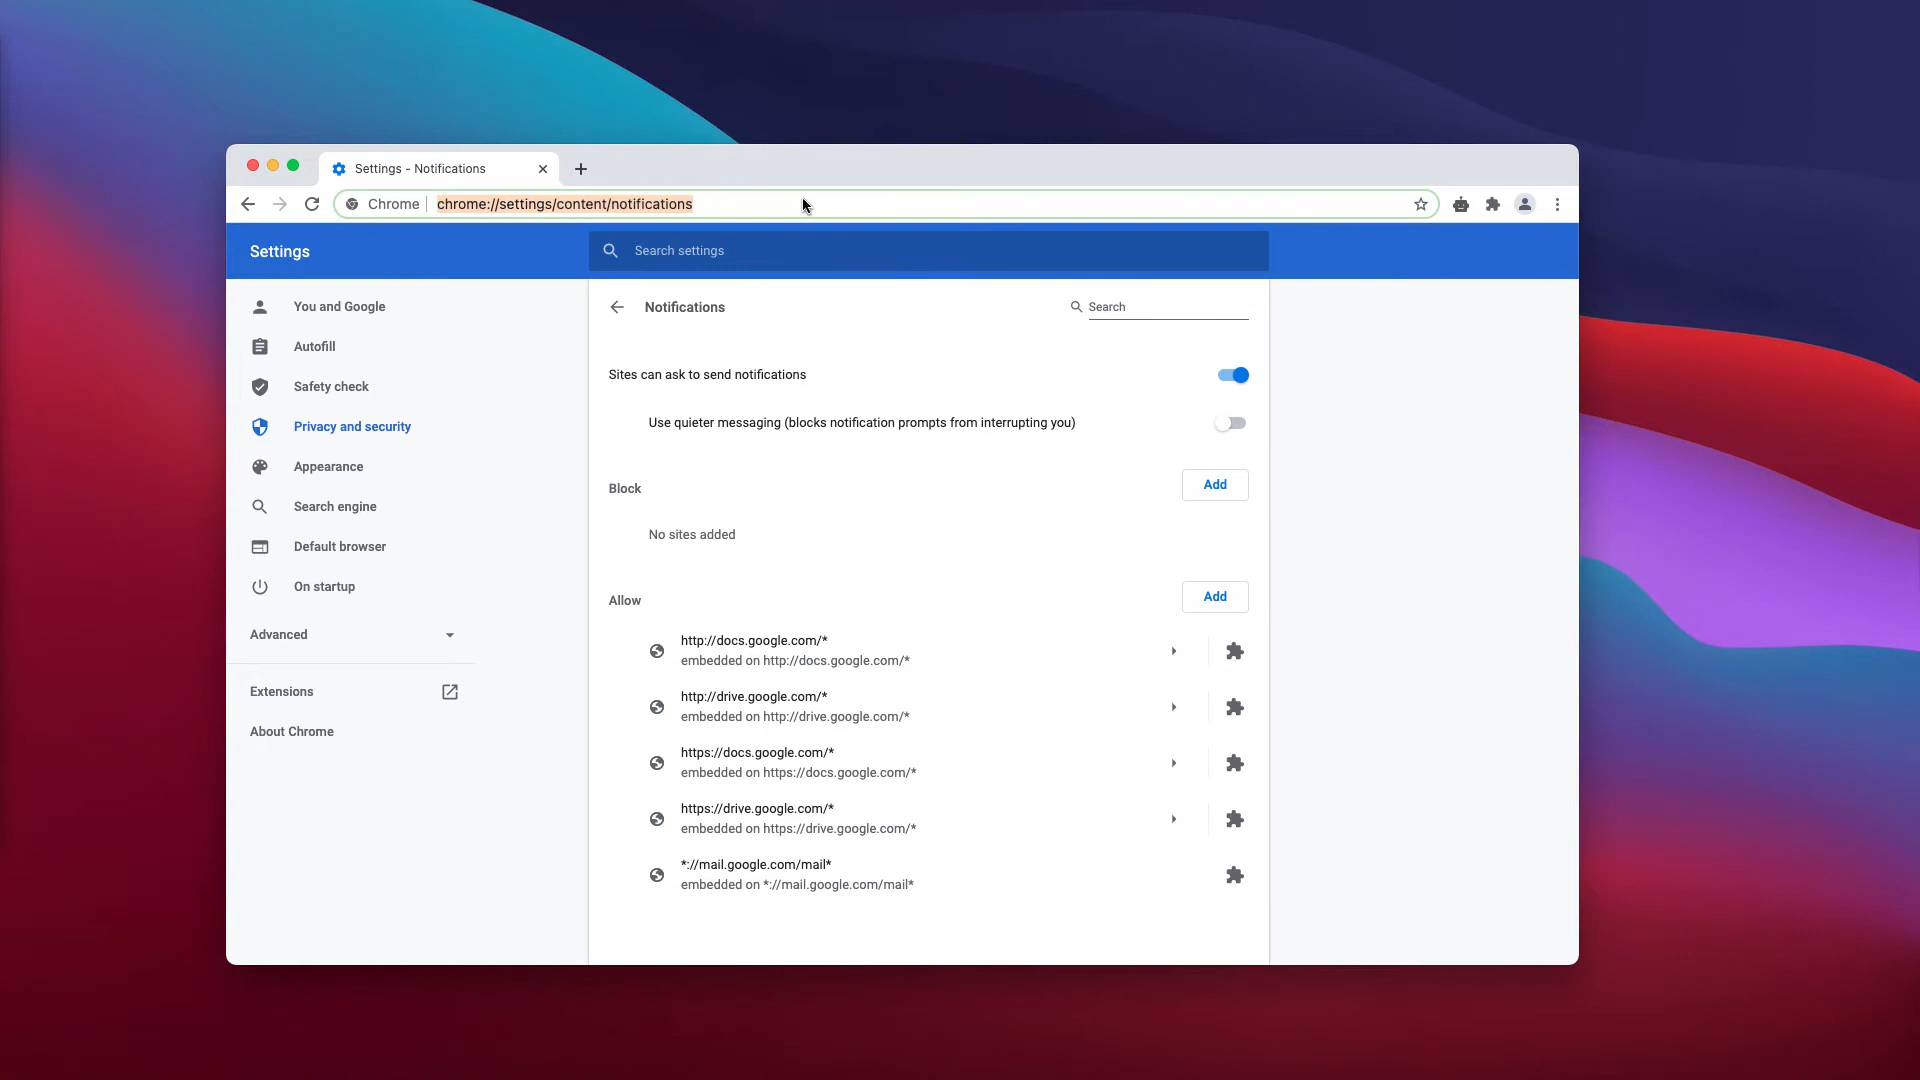 Settings - Notifications
Chrome
chrome://settings/content/notifications
Settings
Search settings
You and Google
Autofill
Safety check
Privacy and security
Appearance
Search engine
Default browser
On startup
Advanced
Extensions
About Chrome
Notifications
Search
Sites can ask to send notifications
Use quieter messaging (blocks notification prompts from interrupting you)
Block
Add
No sites added
Allow
Add
http://docs.google.com/*
embedded on http://docs.google.com/*
http://drive.google.com/*
embedded on http://drive.google.com/*
https://docs.google.com/*
embedded on https://docs.google.com/*
https://drive.google.com/*
embedded on https://drive.google.com/*
*://mail.google.com/mail*
embedded on *://mail.google.com/mail*